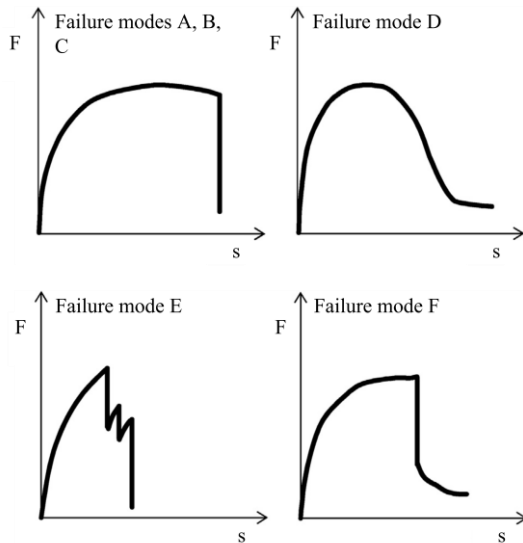 Failure modes A, B,
C
F
s
Failure mode D
F
s
Failure mode E
F
s
Failure mode F
F
s